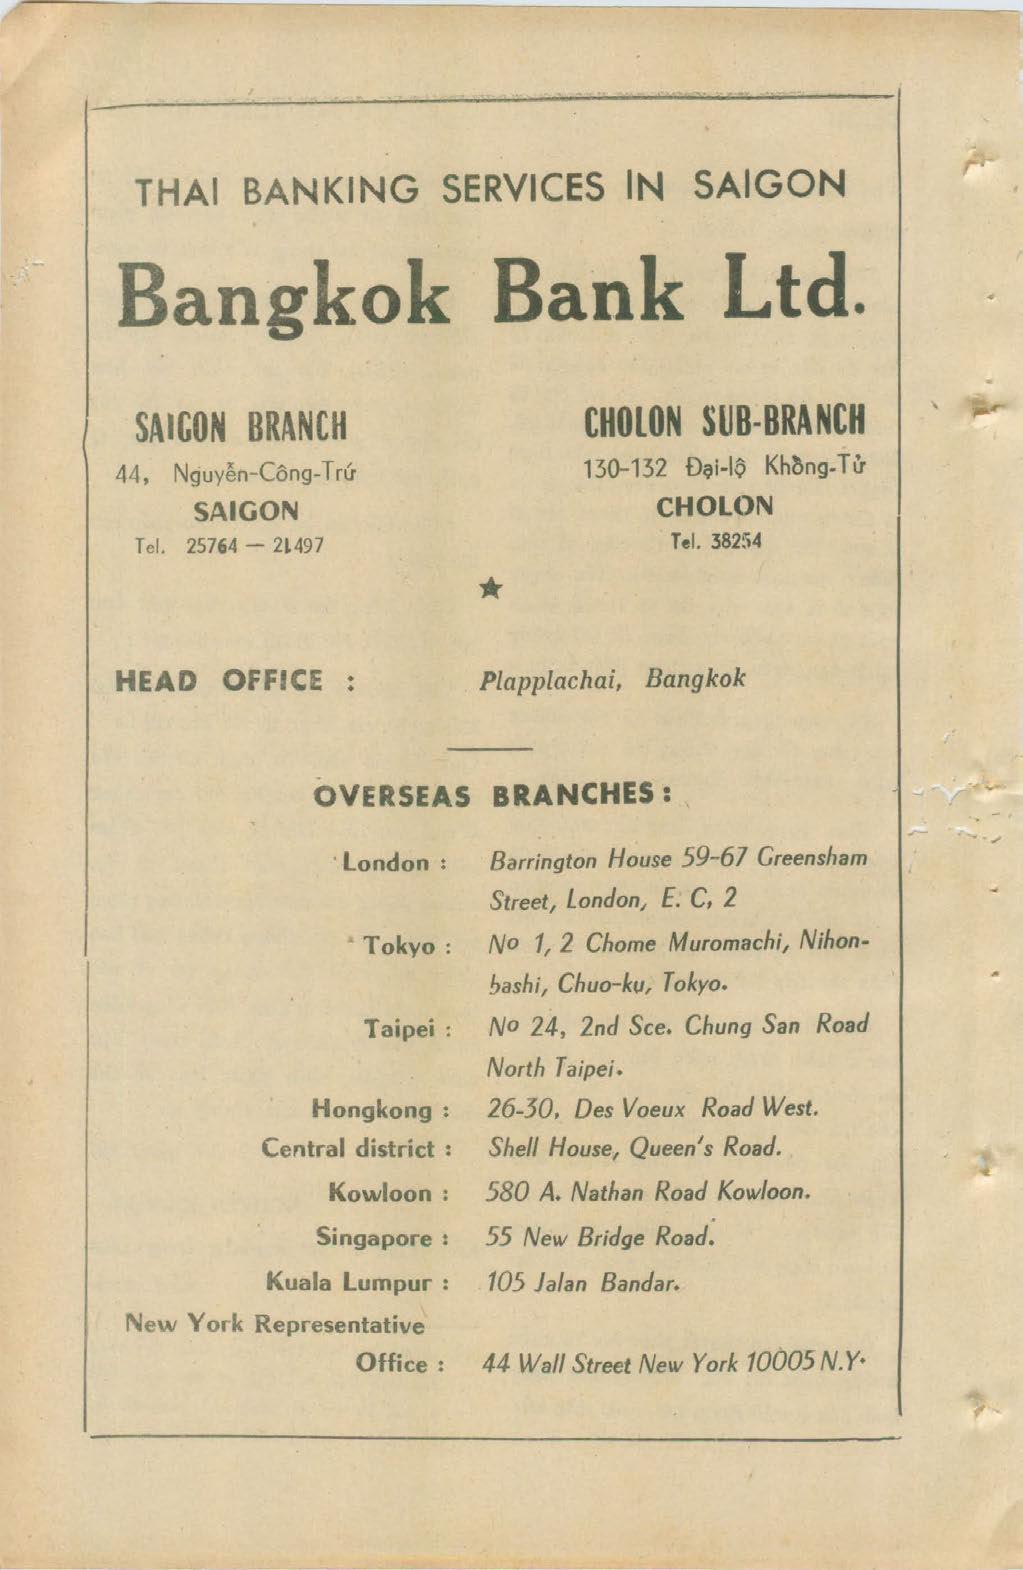 THAI BANKING SERVICES IN SAIGON
Bangkok Bank Ltd.
SAIGON BRANCH
44, Nguyễn-Công-Trứ
SAIGON
Tel. 25764 — 21497
CHOLON SUB-BRANCH
130-132 Đại-lộ Khổng-Tử
CHOLON
Tel. 38254
★
HEAD OFFICE : Plapplachai, Bangkok
OVERSEAS BRANCHES :
London : Barrington House 59-67 Greensham
Street, London, E. C, 2
Tokyo : No 1, 2 Chome Muromachi, Nihon-
bashi, Chuo-ku, Tokyo.
Taipei : No 24, 2nd Sce. Chung San Road
North Taipei.
Hongkong : 26-30, Des Voeux Road West.
Central district : Shell House, Queen's Road.
Kowloon : 580 A. Nathan Road Kowloon.
Singapore : 55 New Bridge Road.
Kuala Lumpur : 105 Jalan Bandar.
New York Representative
Office : 44 Wall Street New York 10005 N.Y.